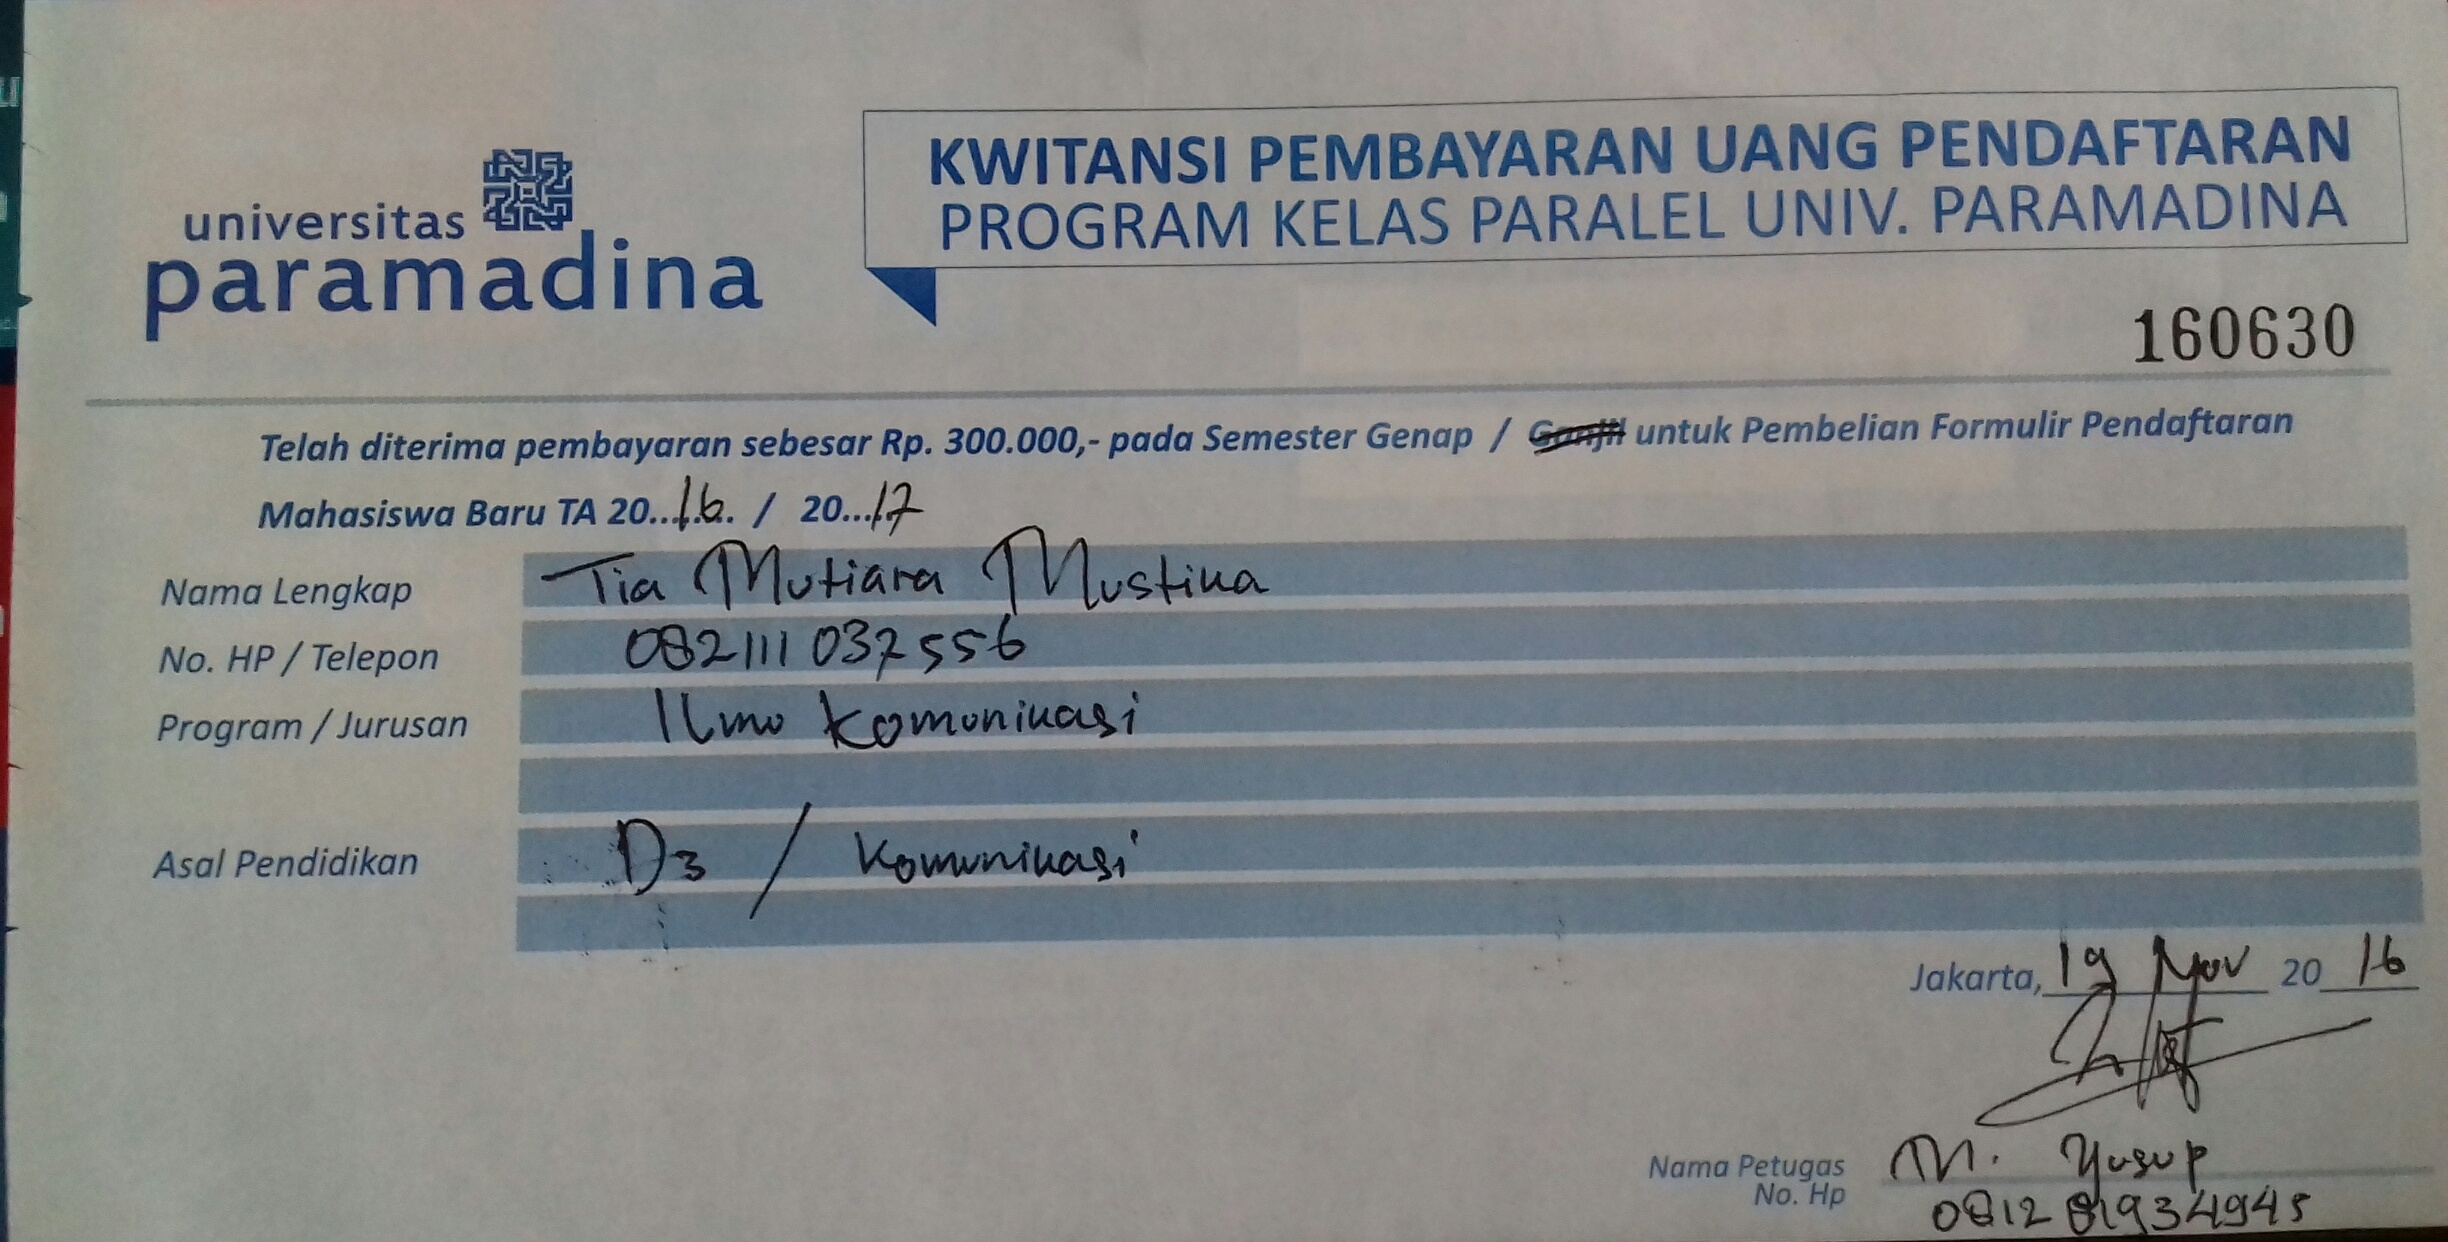 universitas
paramadina
KWITANSI PEMBAYARAN UANG PENDAFTARAN
PROGRAM KELAS PARALEL UNIV. PARAMADINA
160630
Telah diterima pembayaran sebesar Rp. 300.000,- pada Semester Genap / Ganjil untuk Pembelian Formulir Pendaftaran
Mahasiswa Baru TA 20...16... / 20...17
Nama Lengkap Tia Mutiara Mustika
No. HP / Telepon 082111037556
Program / Jurusan Ilmu Komunikasi
Asal Pendidikan D3 / Komunikasi
Jakarta, 19 Nov 20 16
Nama Petugas M. Yusup
No. Hp 081281934945